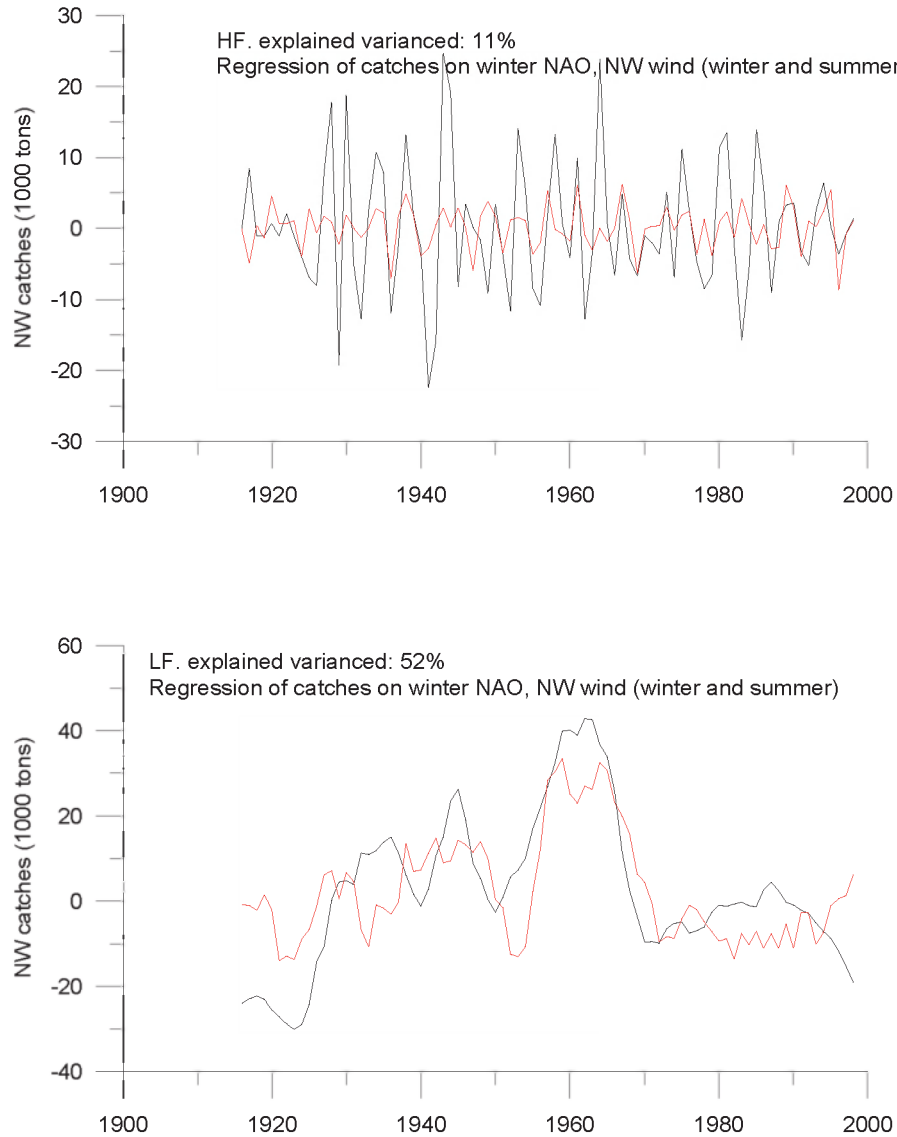 30
HF. explained varianced: 11%
Regression of catches on winter NAO, NW wind (winter and summer
20
10
0
-10
-20
-30
NW catches (1000 tons)
1900 1920 1940 1960 1980 2000
60
LF. explained varianced: 52%
Regression of catches on winter NAO, NW wind (winter and summer)
40
20
0
-20
-40
NW catches (1000 tons)
1900 1920 1940 1960 1980 2000